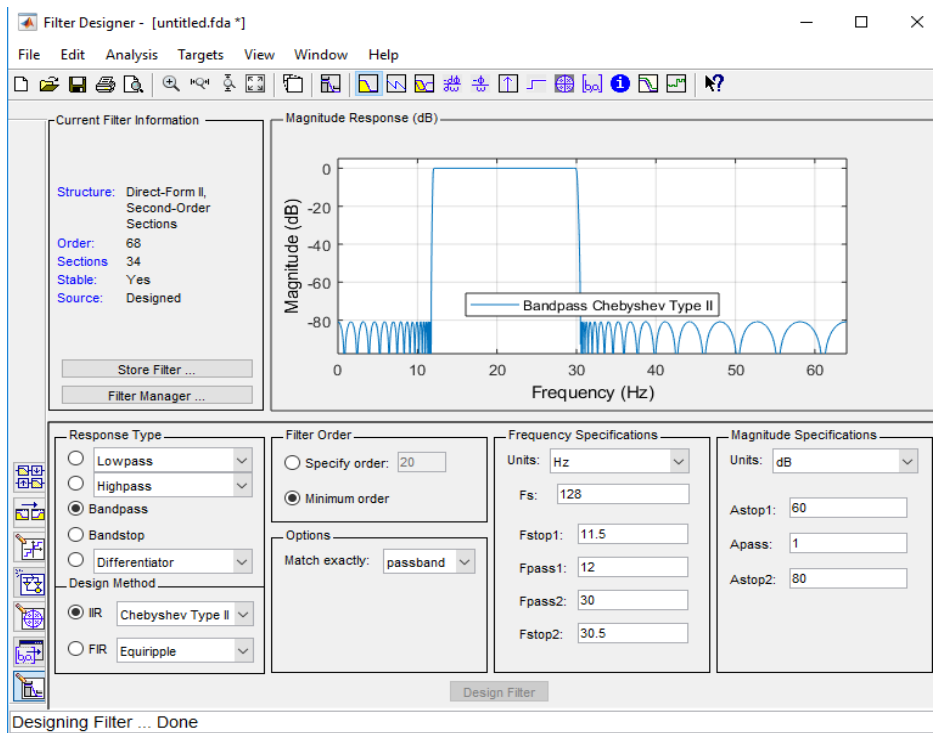 Filter Designer - [untitled.fda *]
File Edit Analysis Targets View Window Help
Current Filter Information
Structure: Direct-Form II,
Second-Order
Sections
Order: 68
Sections 34
Stable: Yes
Source: Designed
Store Filter ...
Filter Manager ...
Magnitude Response (dB)
Magnitude (dB)
0
-20
-40
-60
-80
Bandpass Chebyshev Type II
0 10 20 30 40 50 60
Frequency (Hz)
Response Type
Lowpass
Highpass
Bandpass
Bandstop
Differentiator
Design Method
IIR Chebyshev Type II
FIR Equiripple
Filter Order
Specify order: 20
Minimum order
Options
Match exactly: passband
Frequency Specifications
Units: Hz
Fs: 128
Fstop1: 11.5
Fpass1: 12
Fpass2: 30
Fstop2: 30.5
Magnitude Specifications
Units: dB
Astop1: 60
Apass: 1
Astop2: 80
Design Filter
Designing Filter ... Done